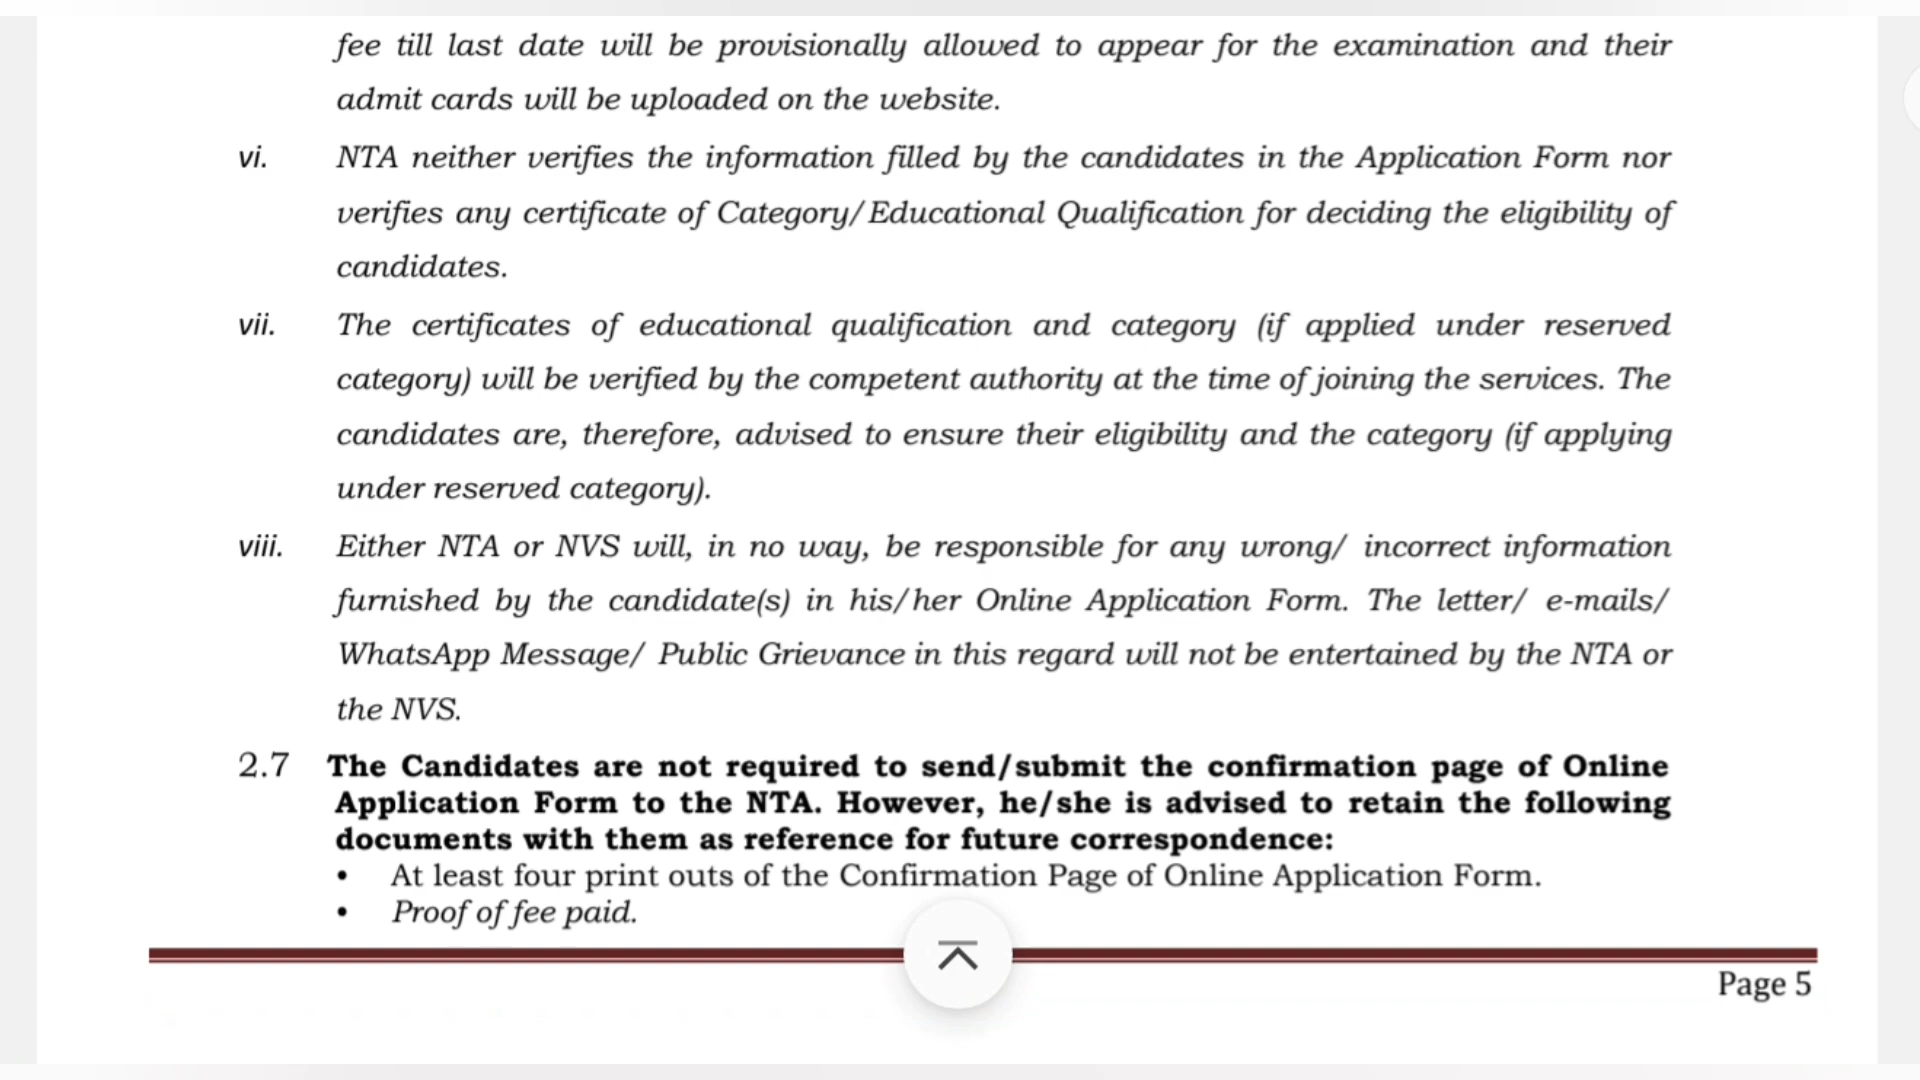 fee till last date will be provisionally allowed to appear for the examination and their
admit cards will be uploaded on the website.
vi. NTA neither verifies the information filled by the candidates in the Application Form nor
verifies any certificate of Category/Educational Qualification for deciding the eligibility of
candidates.
vii. The certificates of educational qualification and category (if applied under reserved
category) will be verified by the competent authority at the time of joining the services. The
candidates are, therefore, advised to ensure their eligibility and the category (if applying
under reserved category).
viii. Either NTA or NVS will, in no way, be responsible for any wrong/ incorrect information
furnished by the candidate(s) in his/her Online Application Form. The letter/ e-mails/
WhatsApp Message/ Public Grievance in this regard will not be entertained by the NTA or
the NVS.
2.7 The Candidates are not required to send/submit the confirmation page of Online
Application Form to the NTA. However, he/she is advised to retain the following
documents with them as reference for future correspondence:
• At least four print outs of the Confirmation Page of Online Application Form.
• Proof of fee paid.
Page 5